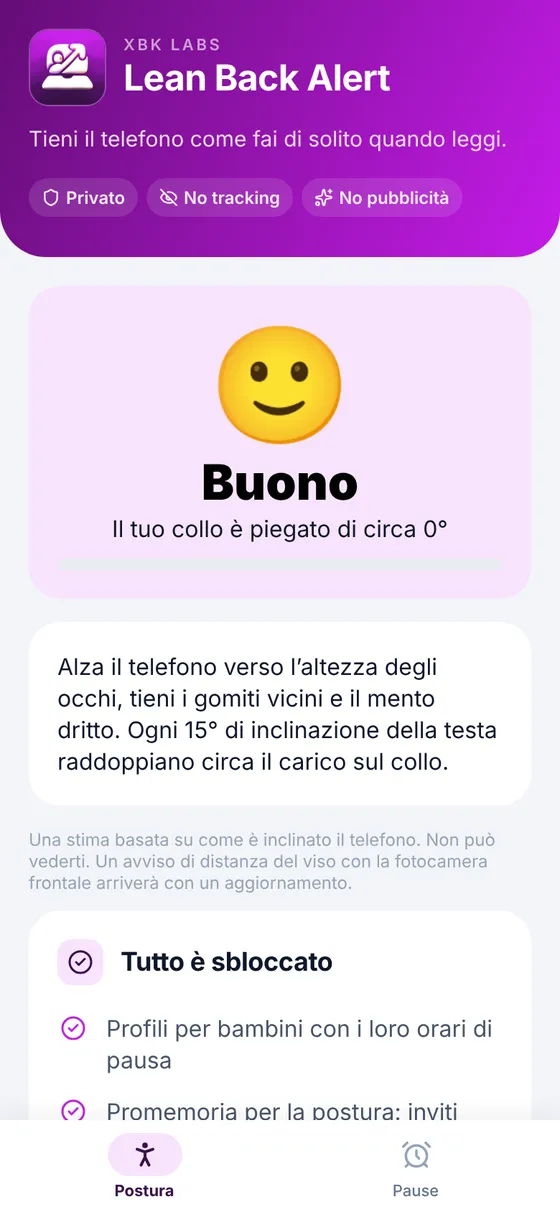 XBK LABS
Lean Back Alert
Tieni il telefono come fai di solito quando leggi.
Privato
No tracking
No pubblicità
Buono
Il tuo collo è piegato di circa 0°
Alza il telefono verso l’altezza degli
occhi, tieni i gomiti vicini e il mento
dritto. Ogni 15° di inclinazione della testa
raddoppiano circa il carico sul collo.
Una stima basata su come è inclinato il telefono. Non può
vederti. Un avviso di distanza del viso con la fotocamera
frontale arriverà con un aggiornamento.
Tutto è sbloccato
Profili per bambini con i loro orari di
pausa
Promemoria per la postura: inviti
Postura
Pause